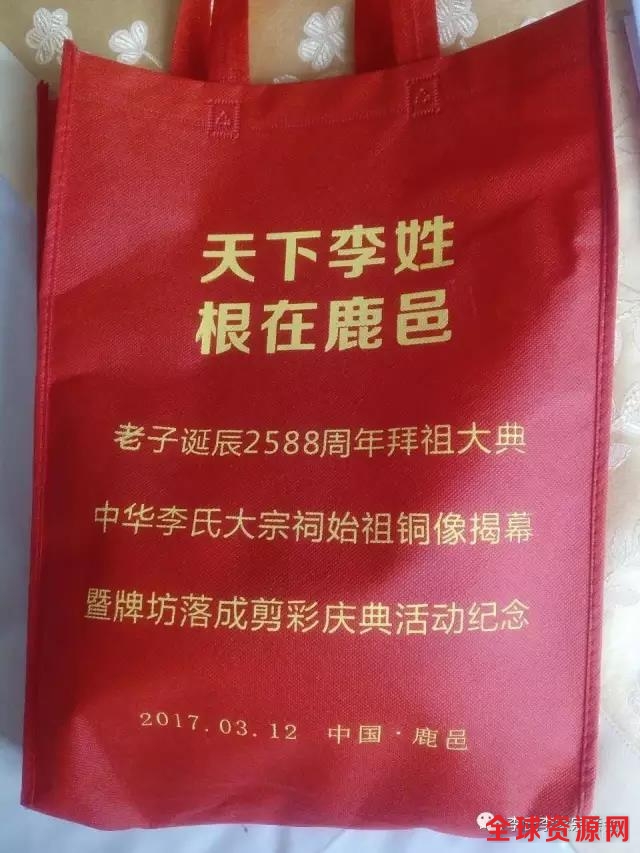 天下李姓
根在鹿邑
老子诞辰2588周年拜祖大典
中华李氏大宗祠始祖铜像揭幕
暨牌坊落成剪彩庆典活动纪念
2017.03.12 中国·鹿邑
全球资源网